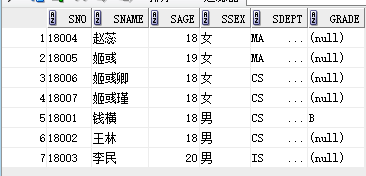 SNO SNAME SAGE SSEX SDEPT GRADE
1 18004 赵蕊 18 女 MA ... (null)
2 18005 姬彧 19 女 MA ... (null)
3 18006 姬彧卿 18 女 CS ... (null)
4 18007 姬彧瑾 18 女 CS ... (null)
5 18001 钱横 18 男 CS ... B
6 18002 王林 18 男 CS ... (null)
7 18003 李民 20 男 IS ... (null)